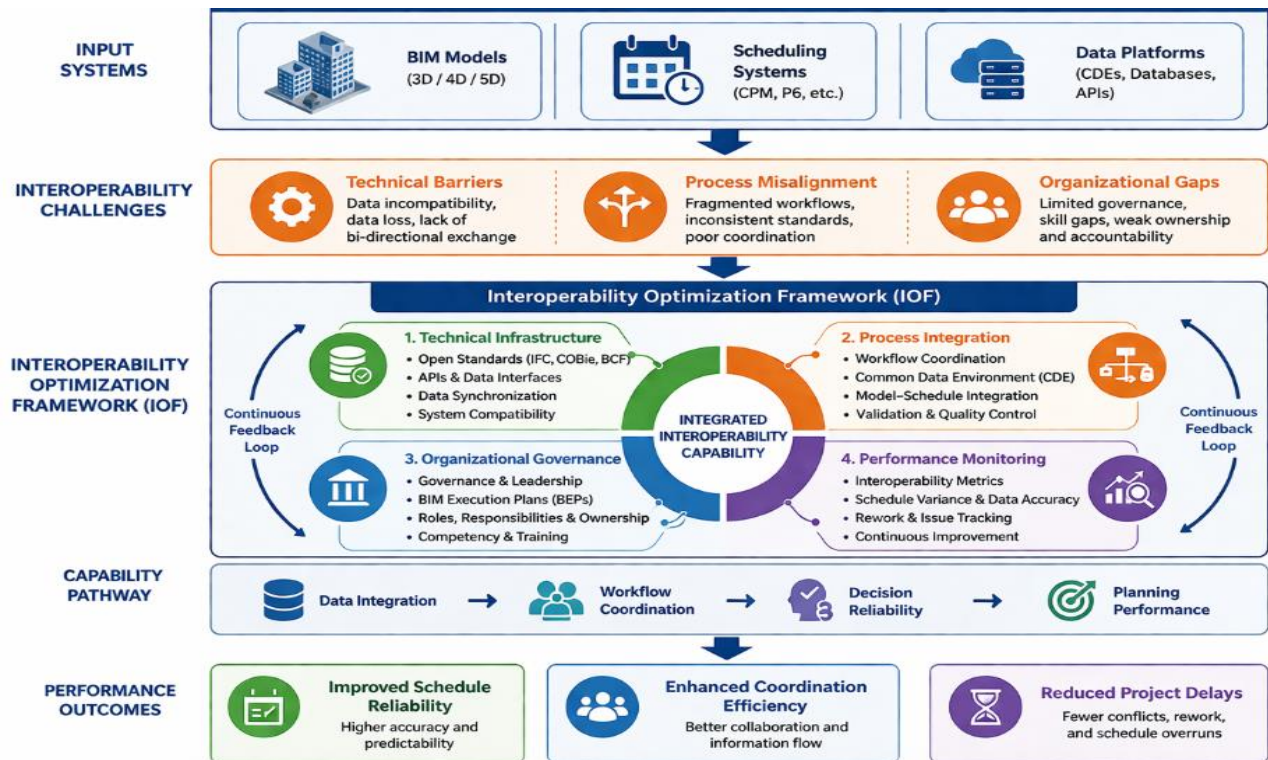 INPUT
SYSTEMS
BIM Models
(3D / 4D / 5D)
Scheduling
Systems
(CPM, P6, etc.)
Data Platforms
(CDEs, Databases,
APIs)
INTEROPERABILITY
CHALLENGES
Technical Barriers
Data incompatibility,
data loss, lack of
bi-directional exchange
Process Misalignment
Fragmented workflows,
inconsistent standards,
poor coordination
Organizational Gaps
Limited governance,
skill gaps, weak ownership
and accountability
INTEROPERABILITY
OPTIMIZATION
FRAMEWORK (IOF)
Interoperability Optimization Framework (IOF)
Continuous
Feedback
Loop
1. Technical Infrastructure
• Open Standards (IFC, COBie, BCF)
• APIs & Data Interfaces
• Data Synchronization
• System Compatibility
2. Process Integration
• Workflow Coordination
• Common Data Environment (CDE)
• Model–Schedule Integration
• Validation & Quality Control
INTEGRATED
INTEROPERABILITY
CAPABILITY
3. Organizational Governance
• Governance & Leadership
• BIM Execution Plans (BEPs)
• Roles, Responsibilities & Ownership
• Competency & Training
4. Performance Monitoring
• Interoperability Metrics
• Schedule Variance & Data Accuracy
• Rework & Issue Tracking
• Continuous Improvement
Continuous
Feedback
Loop
CAPABILITY
PATHWAY
Data Integration
Workflow
Coordination
Decision
Reliability
Planning
Performance
PERFORMANCE
OUTCOMES
Improved Schedule
Reliability
Higher accuracy and
predictability
Enhanced Coordination
Efficiency
Better collaboration and
information flow
Reduced Project Delays
Fewer conflicts, rework,
and schedule overruns